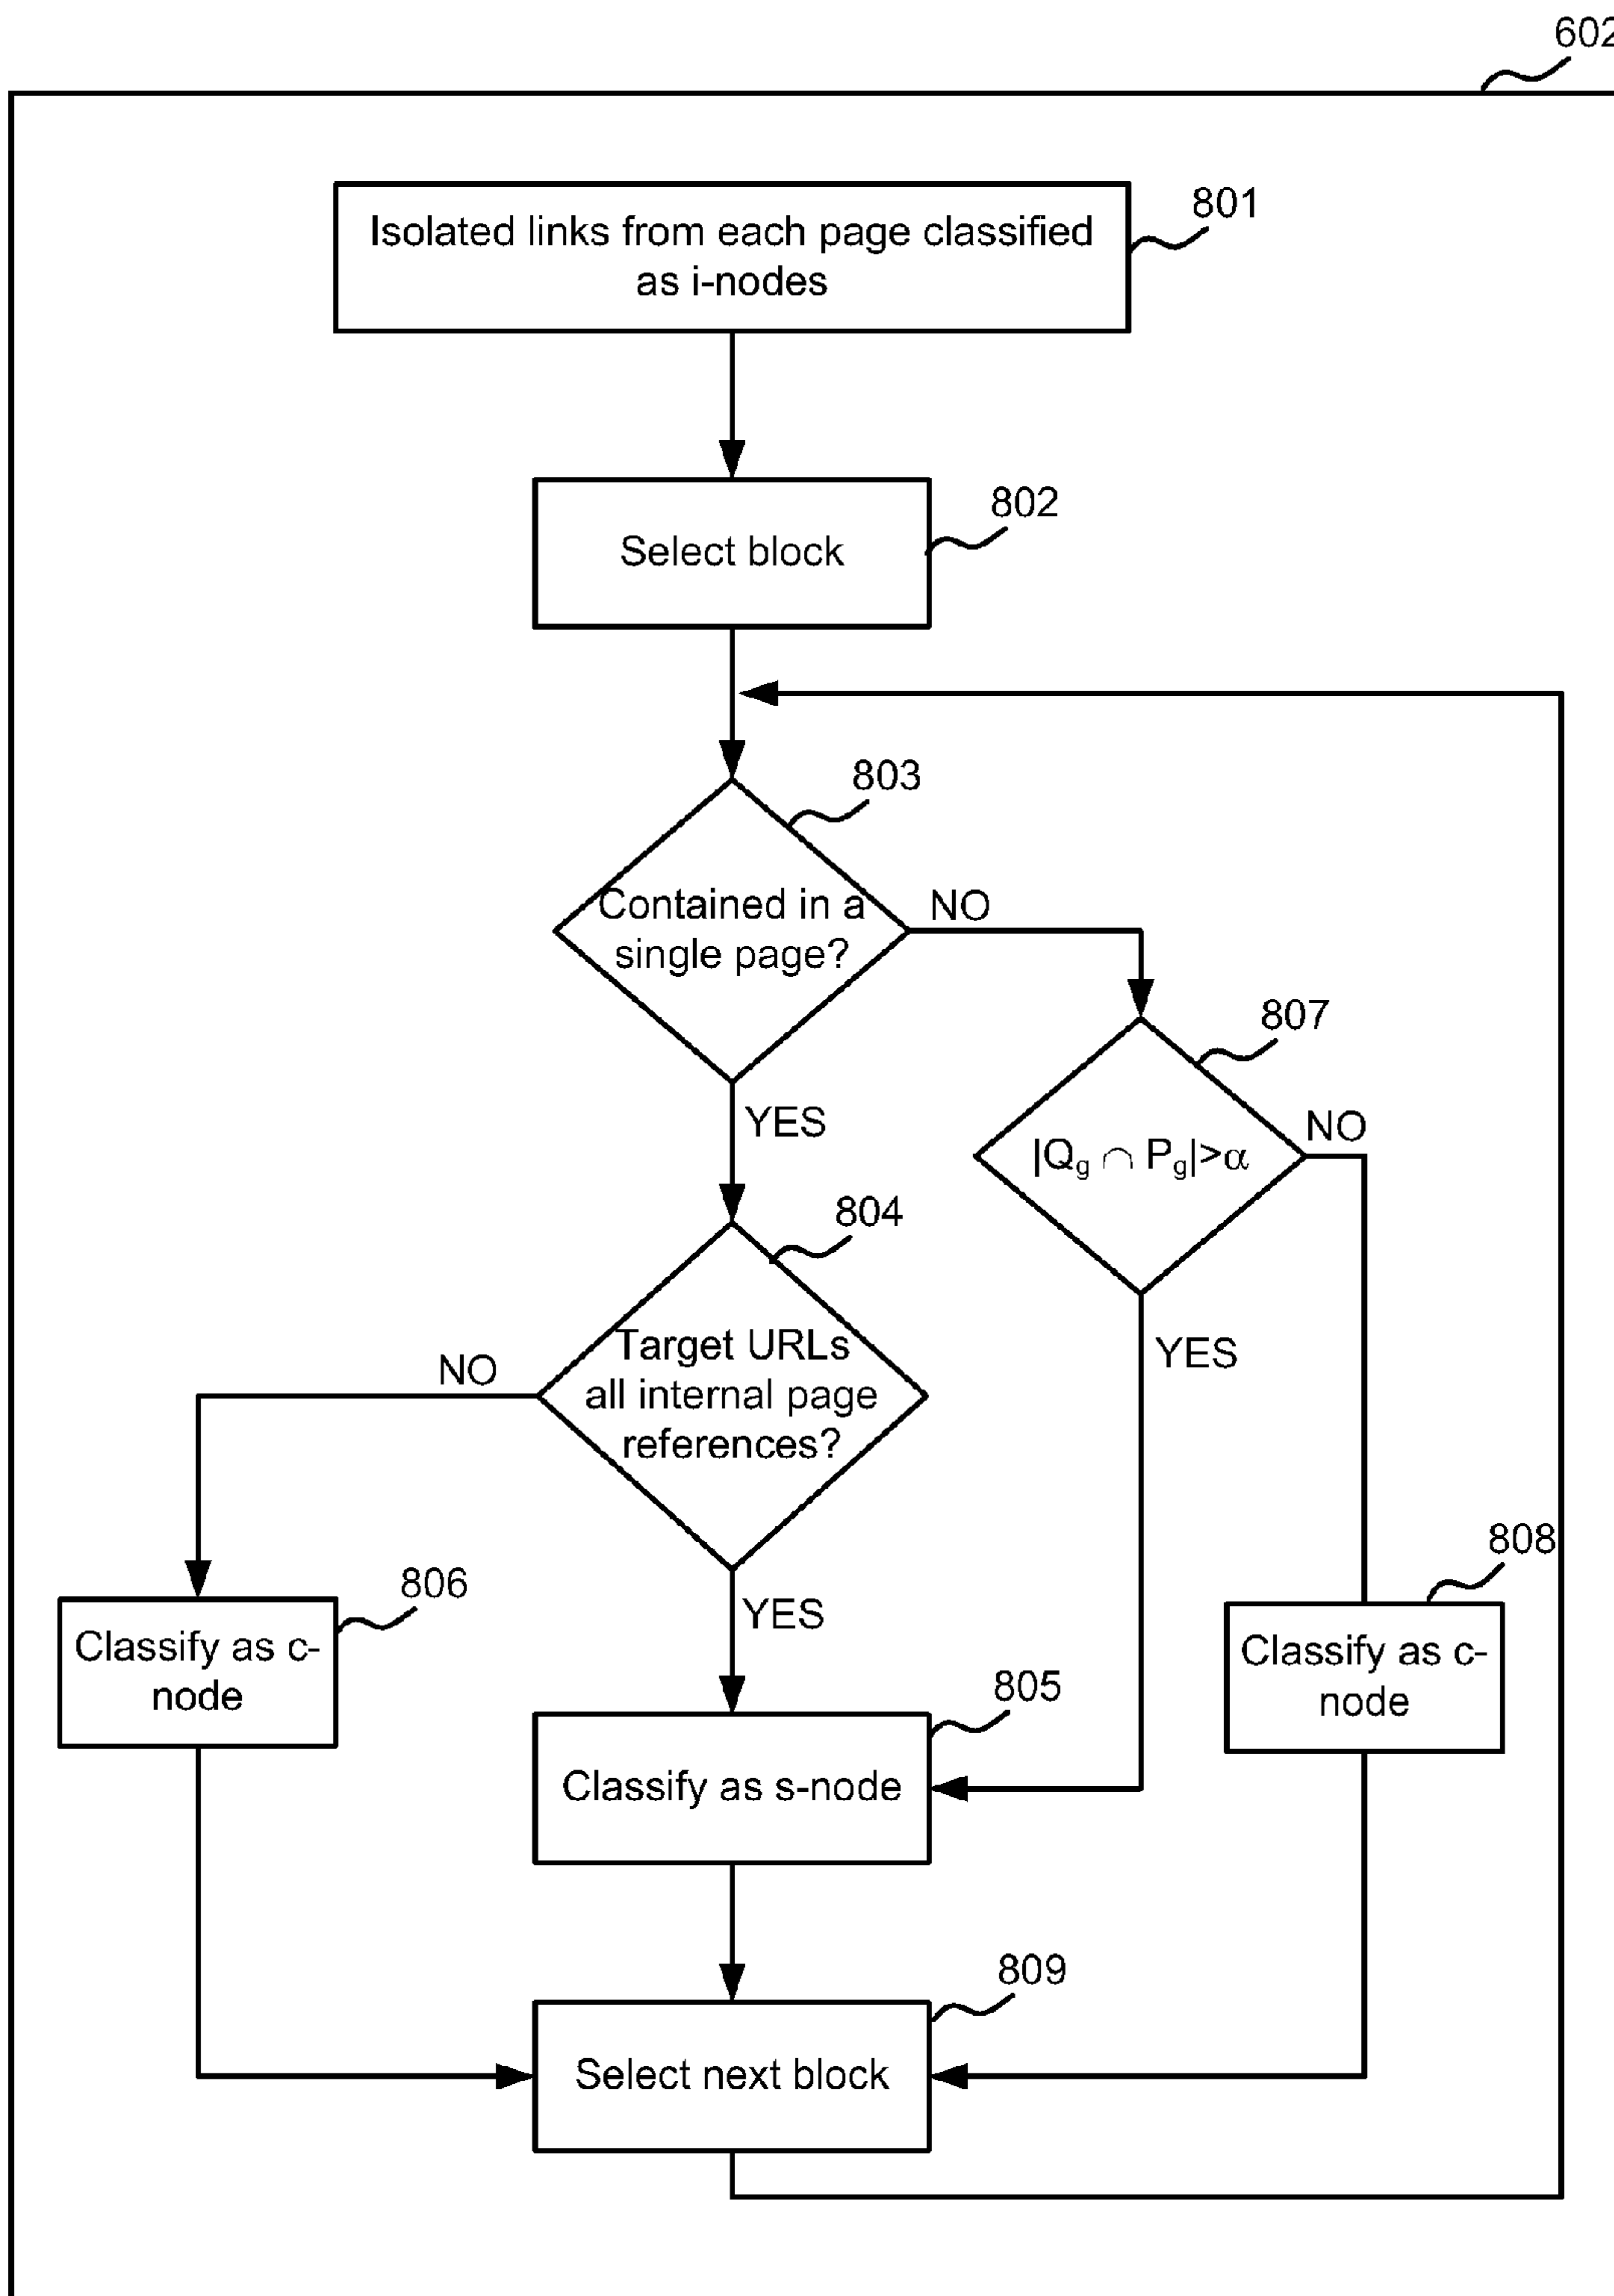 602
Isolated links from each page classified
as i-nodes
801
Select block
802
803
Contained in a
single page?
NO
807
YES
|Qg ∩ Pg|>α
NO
804
Target URLs
all internal page
references?
NO
YES
YES
806
Classify as c-
node
808
Classify as c-
node
805
Classify as s-node
809
Select next block